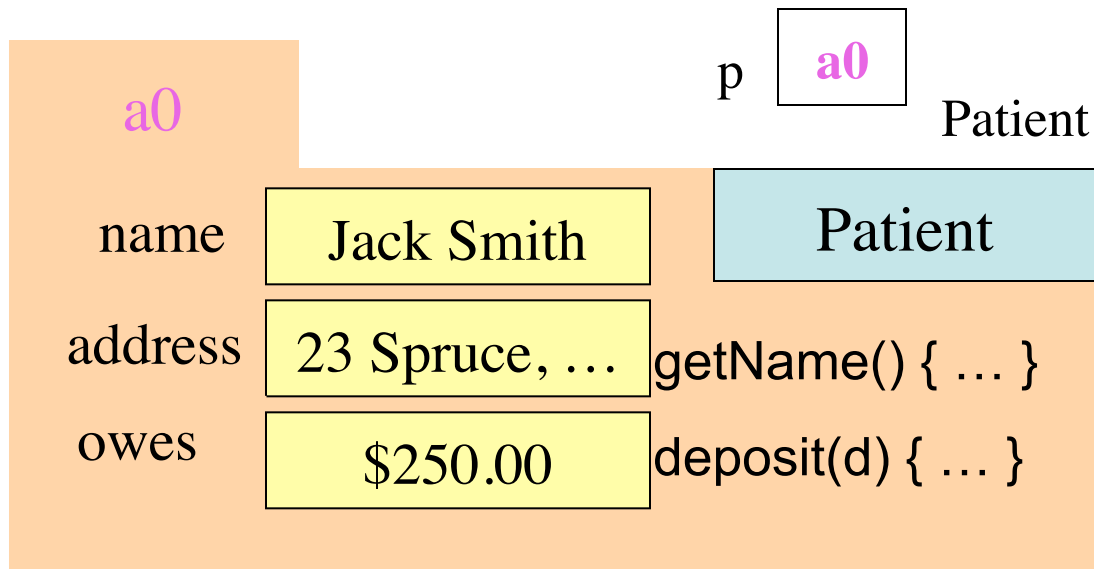 p a0
a0
Patient
name Jack Smith Patient
address 23 Spruce, … getName() { … }
owes $250.00 deposit(d) { … }